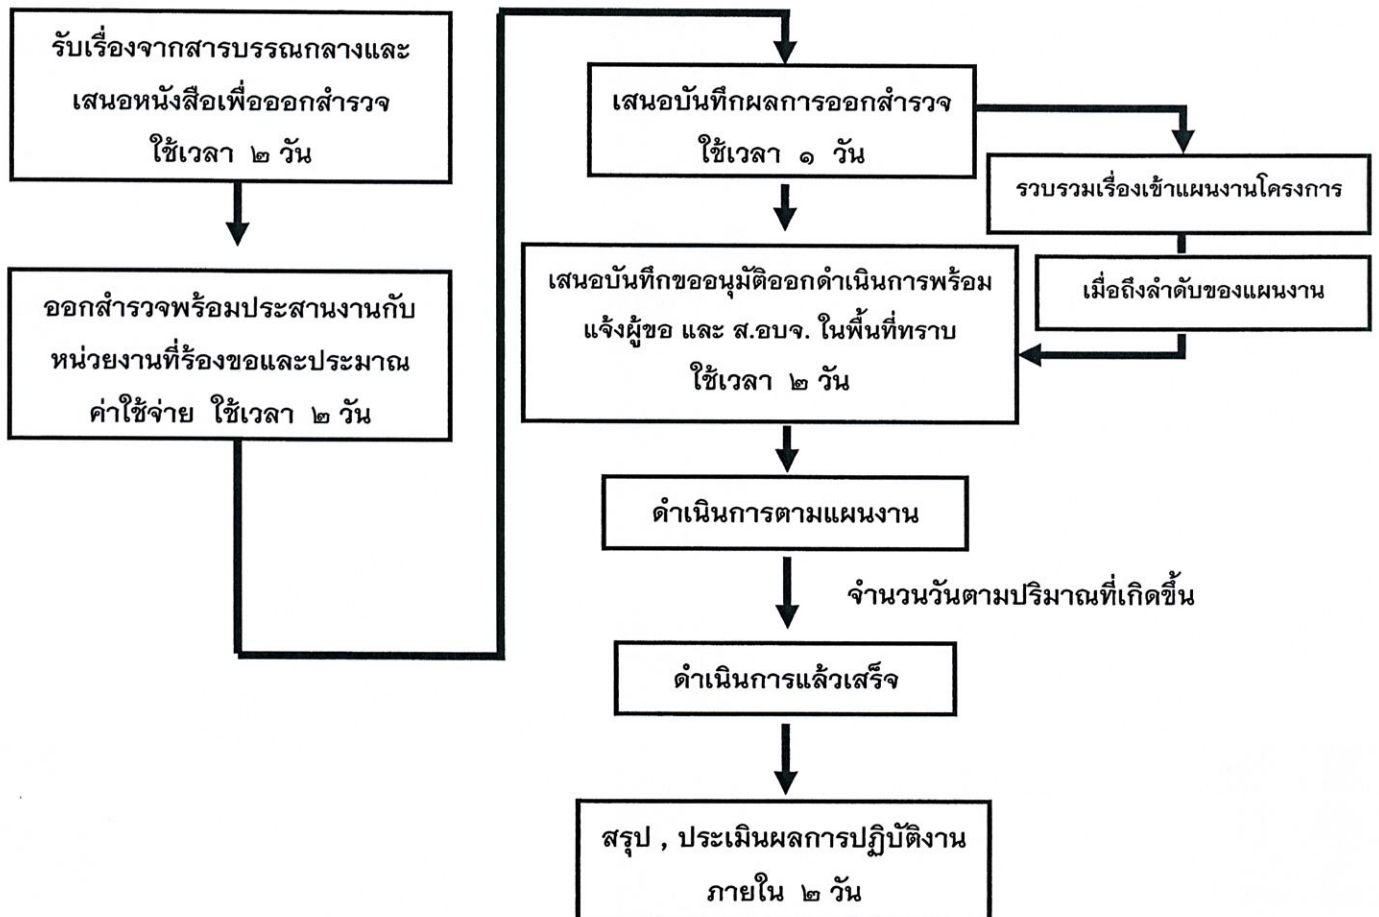 รับเรื่องจากสารบรรณกลางและ
เสนอหนังสือเพื่อออกสำรวจ
ใช้เวลา ๒ วัน
ออกสำรวจพร้อมประสานงานกับ
หน่วยงานที่ร้องขอและประมาณ
ค่าใช้จ่าย ใช้เวลา ๒ วัน
เสนอบันทึกผลการออกสำรวจ
ใช้เวลา ๑ วัน
รวบรวมเรื่องเข้าแผนงานโครงการ
เมื่อถึงลำดับของแผนงาน
เสนอบันทึกขออนุมัติออกดำเนินการพร้อม
แจ้งผู้ขอ และ ส.อบจ. ในพื้นที่ทราบ
ใช้เวลา ๒ วัน
ดำเนินการตามแผนงาน
จำนวนวันตามปริมาณที่เกิดขึ้น
ดำเนินการแล้วเสร็จ
สรุป , ประเมินผลการปฏิบัติงาน
ภายใน ๒ วัน